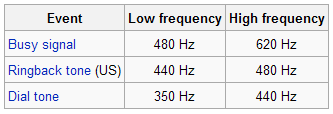 Event Low frequency High frequency
Busy signal 480 Hz 620 Hz
Ringback tone (US) 440 Hz 480 Hz
Dial tone 350 Hz 440 Hz